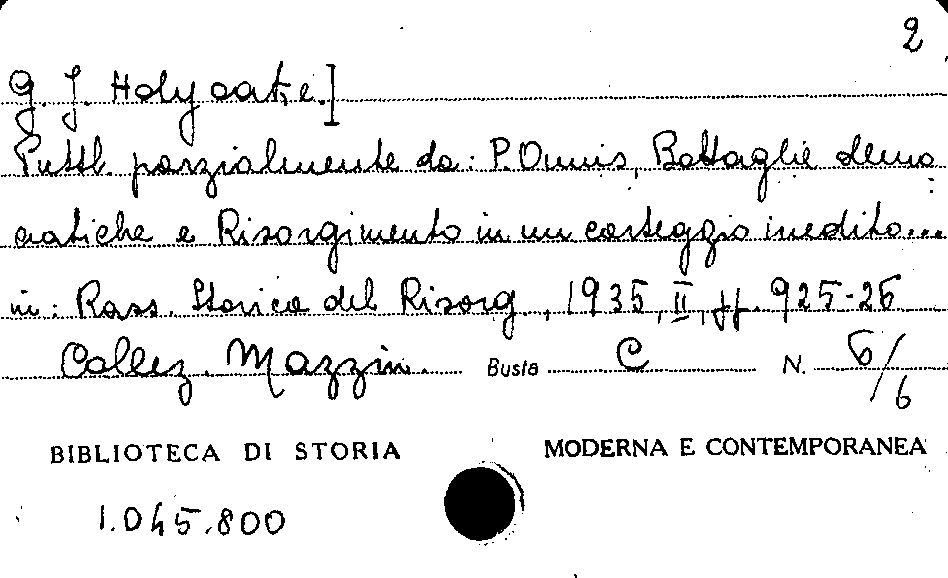 2
G. J. Holyoake.]
Pubbl. parzialmente da: P. Onnis, Battaglie demo
cratiche e Risorgimento in un carteggio inedito...
in: Rass. Storica del Risorg., 1935, II, pp. 925-26
Collez. Mazzin. Busta C N. 6/6
BIBLIOTECA DI STORIA MODERNA E CONTEMPORANEA
1.045.800